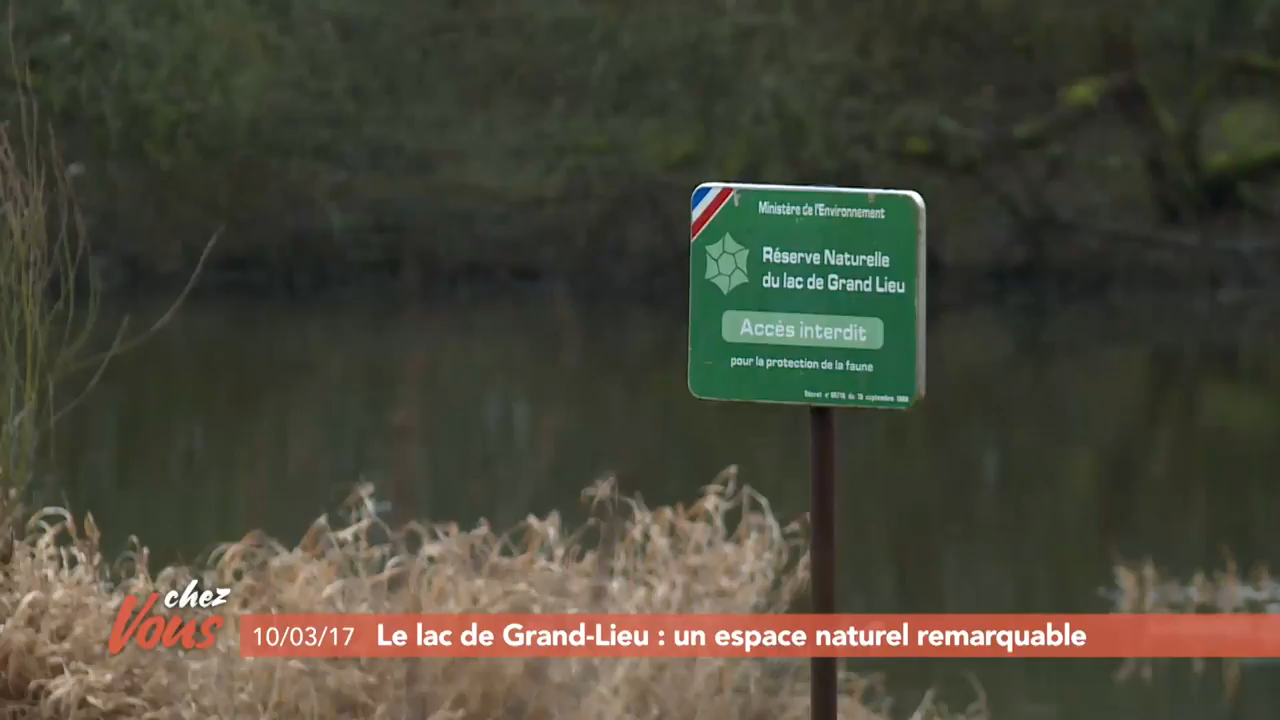 Ministère de l'Environnement
Réserve Naturelle
du lac de Grand Lieu
Accès interdit
pour la protection de la faune
chez
Vous
10/03/17 Le lac de Grand-Lieu : un espace naturel remarquable